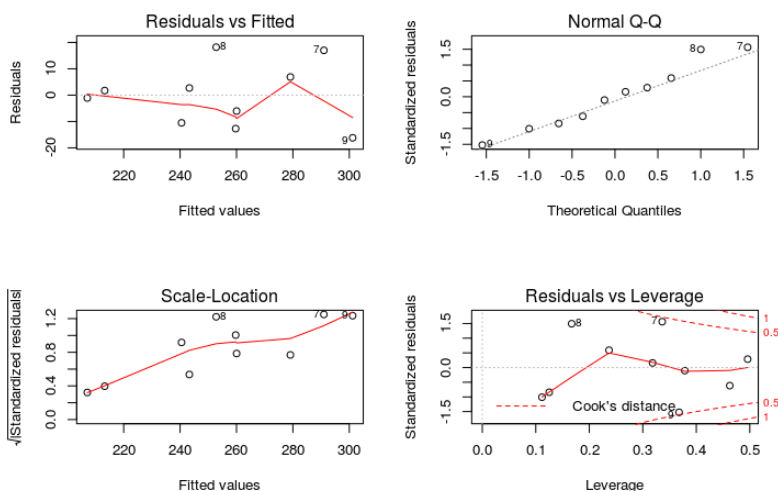 Residuals vs Fitted
Residuals
10
0
-20
8
7
9
220 240 260 280 300
Fitted values
Normal Q-Q
Standardized residuals
1.5
0.0
-1.5
8
7
9
-1.5 -1.0 -0.5 0.0 0.5 1.0 1.5
Theoretical Quantiles
Scale-Location
√|Standardized residuals|
1.2
0.8
0.4
0.0
8
7
9
220 240 260 280 300
Fitted values
Residuals vs Leverage
Standardized residuals
1.5
0.0
-1.5
8
7
9
1
0.5
0.5
1
Cook's distance
0.0 0.1 0.2 0.3 0.4 0.5
Leverage